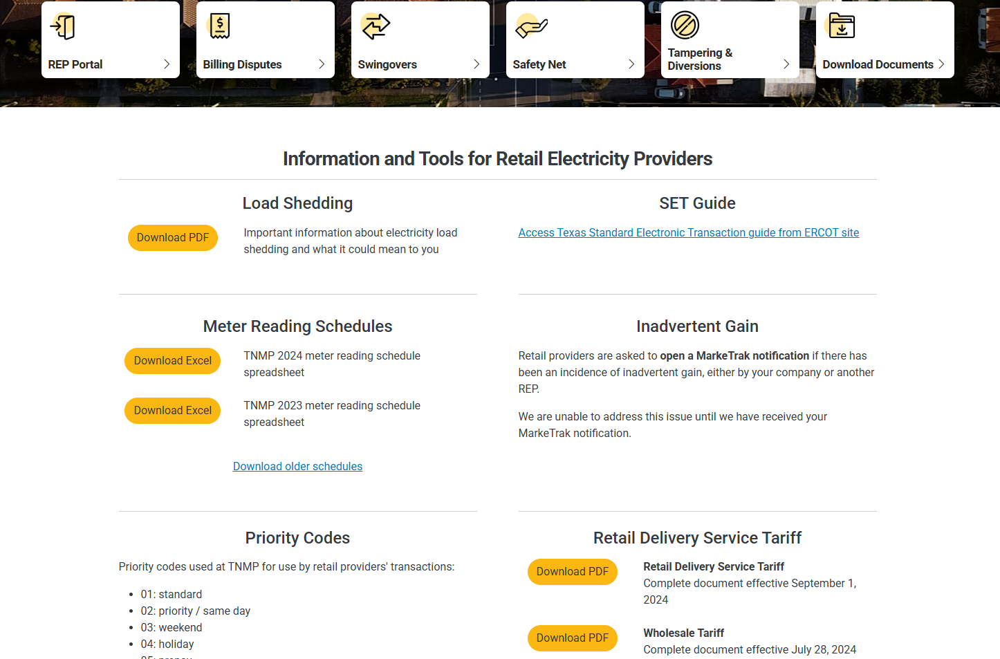 REP Portal
Billing Disputes
Swingovers
Safety Net
Tampering &
Diversions
Download Documents
Information and Tools for Retail Electricity Providers
Load Shedding
Download PDF
Important information about electricity load
shedding and what it could mean to you
SET Guide
Access Texas Standard Electronic Transaction guide from ERCOT site
Meter Reading Schedules
Download Excel
TNMP 2024 meter reading schedule
spreadsheet
Download Excel
TNMP 2023 meter reading schedule
spreadsheet
Download older schedules
Inadvertent Gain
Retail providers are asked to open a MarkeTrak notification if there has
been an incidence of inadvertent gain, either by your company or another
REP.
We are unable to address this issue until we have received your
MarkeTrak notification.
Priority Codes
Priority codes used at TNMP for use by retail providers' transactions:
• 01: standard
• 02: priority / same day
• 03: weekend
• 04: holiday
Retail Delivery Service Tariff
Download PDF
Retail Delivery Service Tariff
Complete document effective September 1,
2024
Download PDF
Wholesale Tariff
Complete document effective July 28, 2024